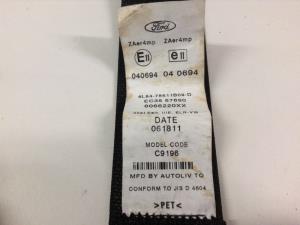 Ford
ZAer4mp ZAer4mp
E11 e11
040694 04 0694
DATE
061811
MODEL CODE
C9196
MFD BY AUTOLIV TO
CONFORM TO JIS D 4604
>PET<